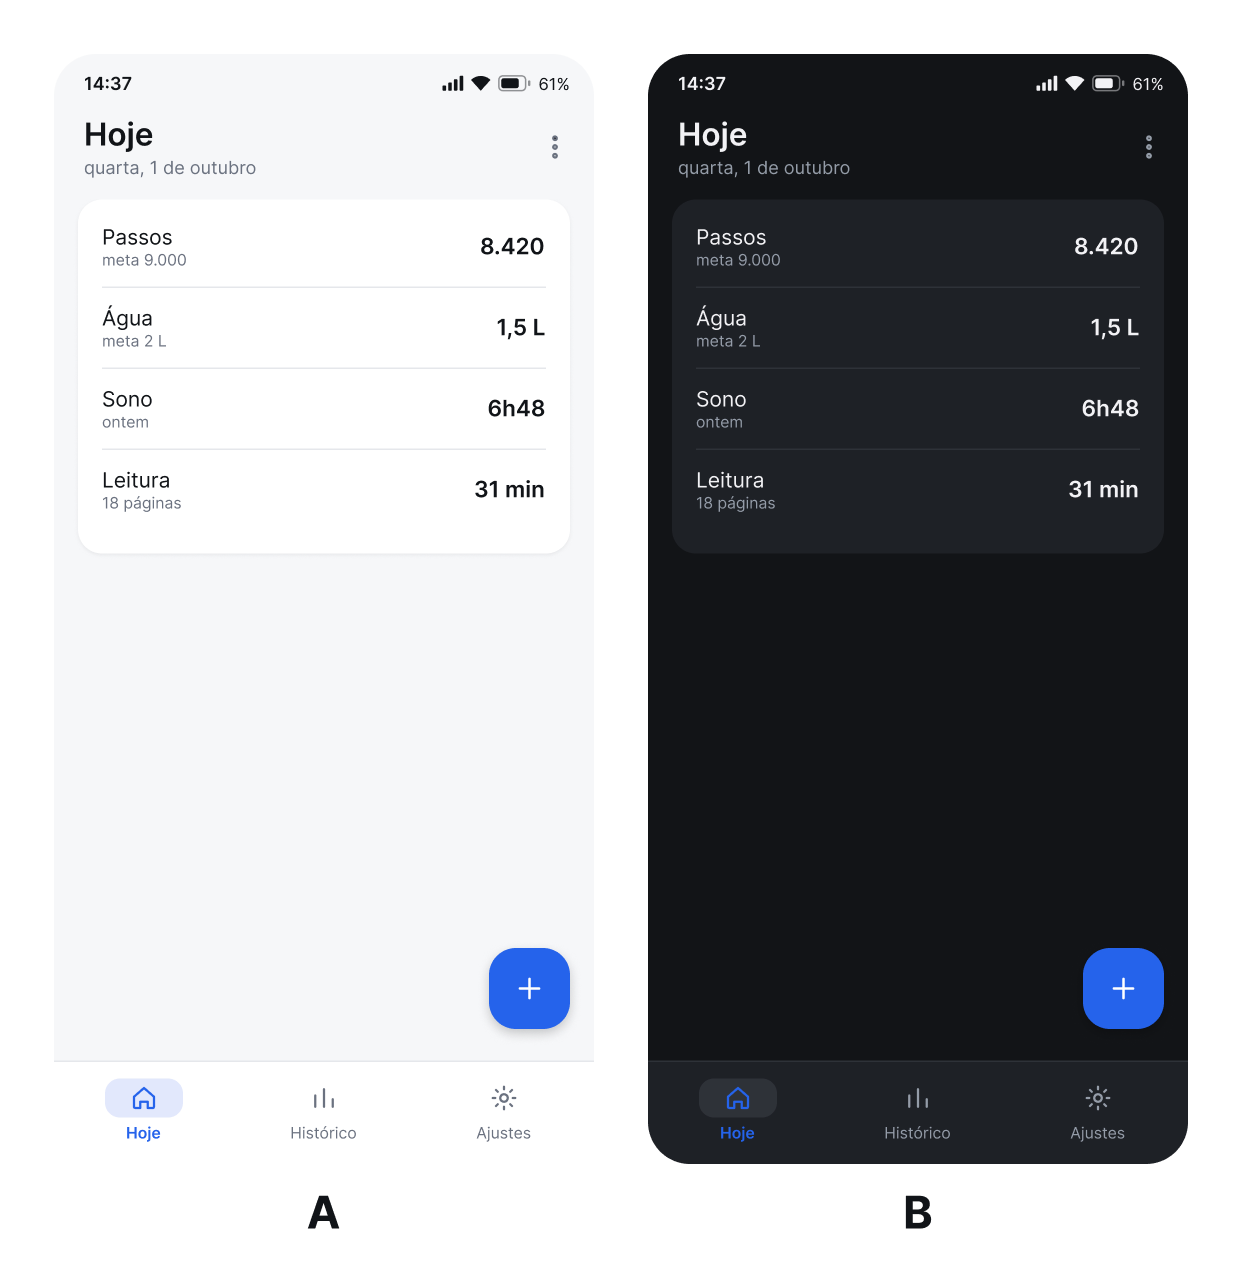 14:37 61%
Hoje
quarta, 1 de outubro
Passos
meta 9.000
8.420
Água
meta 2 L
1,5 L
Sono
ontem
6h48
Leitura
18 páginas
31 min
Hoje Histórico Ajustes
A
14:37 61%
Hoje
quarta, 1 de outubro
Passos
meta 9.000
8.420
Água
meta 2 L
1,5 L
Sono
ontem
6h48
Leitura
18 páginas
31 min
Hoje Histórico Ajustes
B